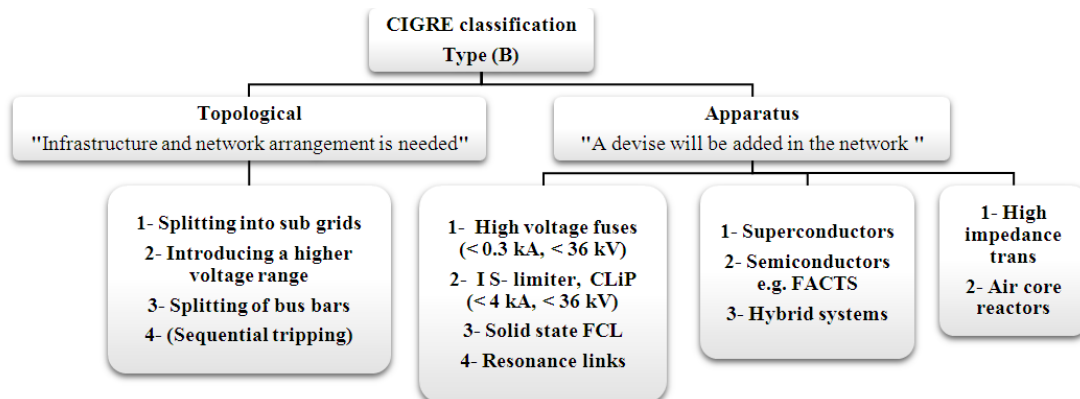 CIGRE classification
Type (B)
Topological
"Infrastructure and network arrangement is needed"
Apparatus
"A devise will be added in the network "
1- Splitting into sub grids
2- Introducing a higher
voltage range
3- Splitting of bus bars
4- (Sequential tripping)
1- High voltage fuses
(< 0.3 kA, < 36 kV)
2- I S- limiter, CLiP
(< 4 kA, < 36 kV)
3- Solid state FCL
4- Resonance links
1- Superconductors
2- Semiconductors
e.g. FACTS
3- Hybrid systems
1- High
impedance
trans
2- Air core
reactors